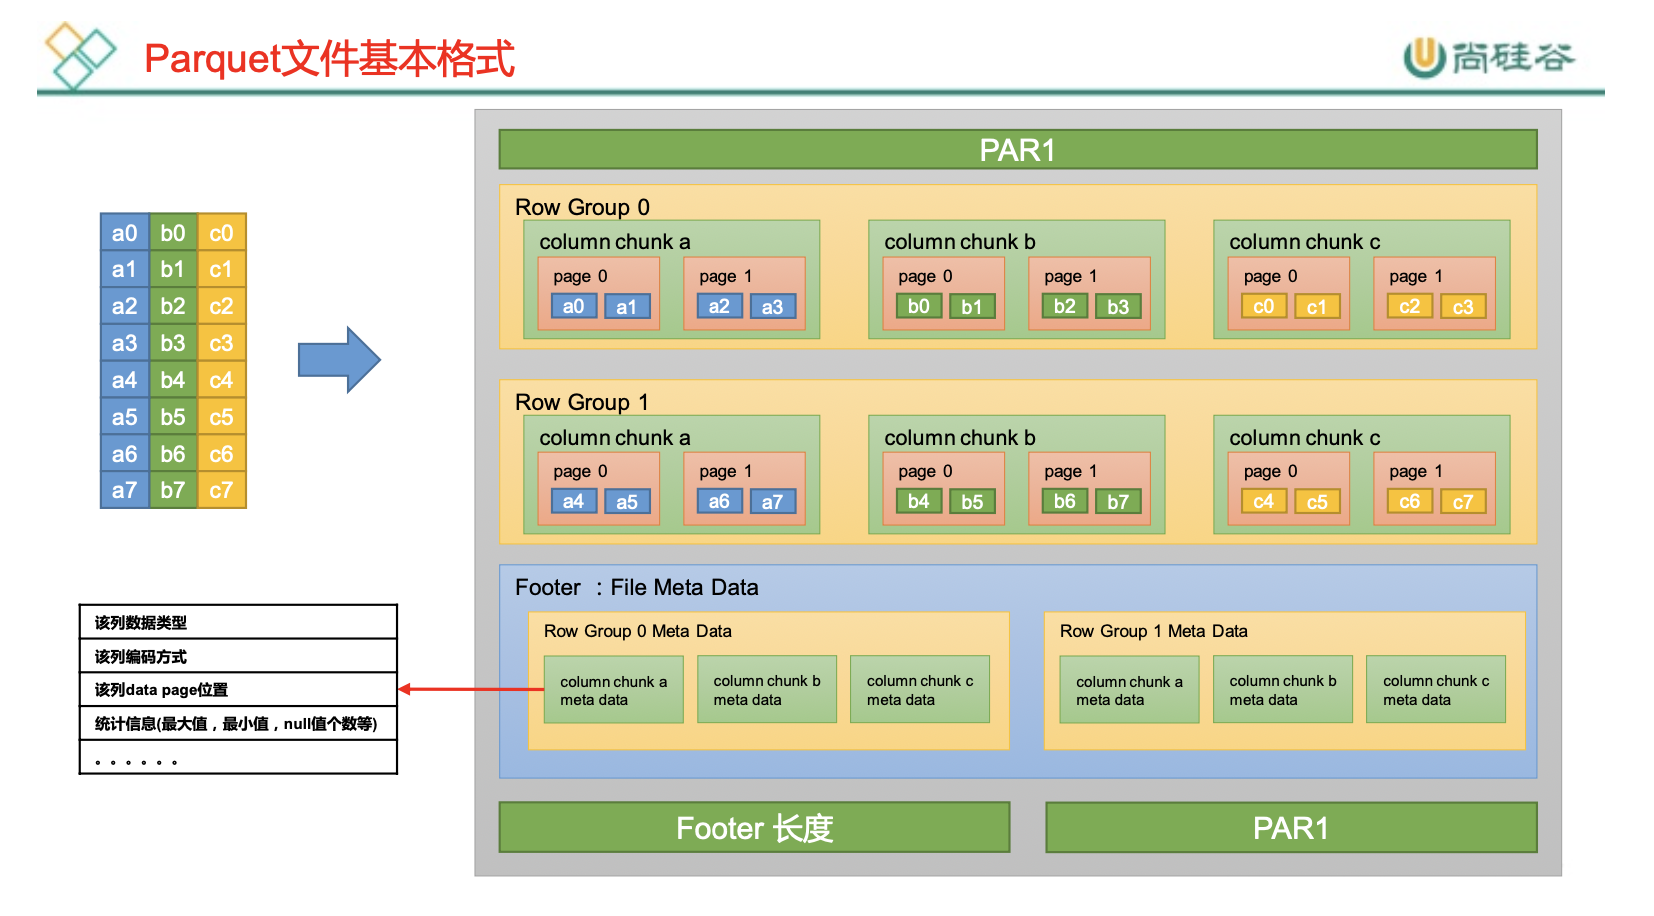 Parquet文件基本格式
尚硅谷
a0 b0 c0
a1 b1 c1
a2 b2 c2
a3 b3 c3
a4 b4 c4
a5 b5 c5
a6 b6 c6
a7 b7 c7
PAR1
Row Group 0
column chunk a
page 0
a0 a1
page 1
a2 a3
column chunk b
page 0
b0 b1
page 1
b2 b3
column chunk c
page 0
c0 c1
page 1
c2 c3
Row Group 1
column chunk a
page 0
a4 a5
page 1
a6 a7
column chunk b
page 0
b4 b5
page 1
b6 b7
column chunk c
page 0
c4 c5
page 1
c6 c7
Footer ：File Meta Data
Row Group 0 Meta Data
column chunk a
meta data
column chunk b
meta data
column chunk c
meta data
Row Group 1 Meta Data
column chunk a
meta data
column chunk b
meta data
column chunk c
meta data
该列数据类型
该列编码方式
该列data page位置
统计信息(最大值，最小值，null值个数等)
。。。。。。
Footer 长度
PAR1